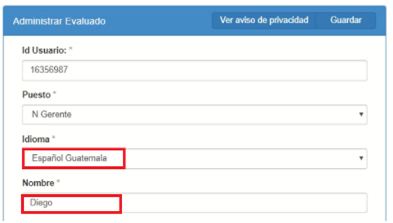 Administrar Evaluado Ver aviso de privacidad Guardar
Id Usuario: *
16356987
Puesto *
N Gerente
Idioma *
Español Guatemala
Nombre *
Diego